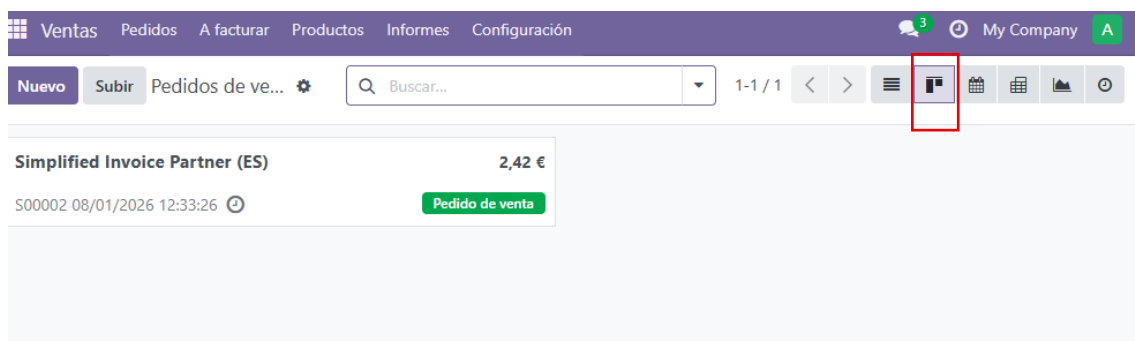 Ventas Pedidos A facturar Productos Informes Configuración 3 My Company A
Nuevo Subir Pedidos de ve... Buscar... 1-1 / 1
Simplified Invoice Partner (ES) 2,42 €
S00002 08/01/2026 12:33:26 Pedido de venta